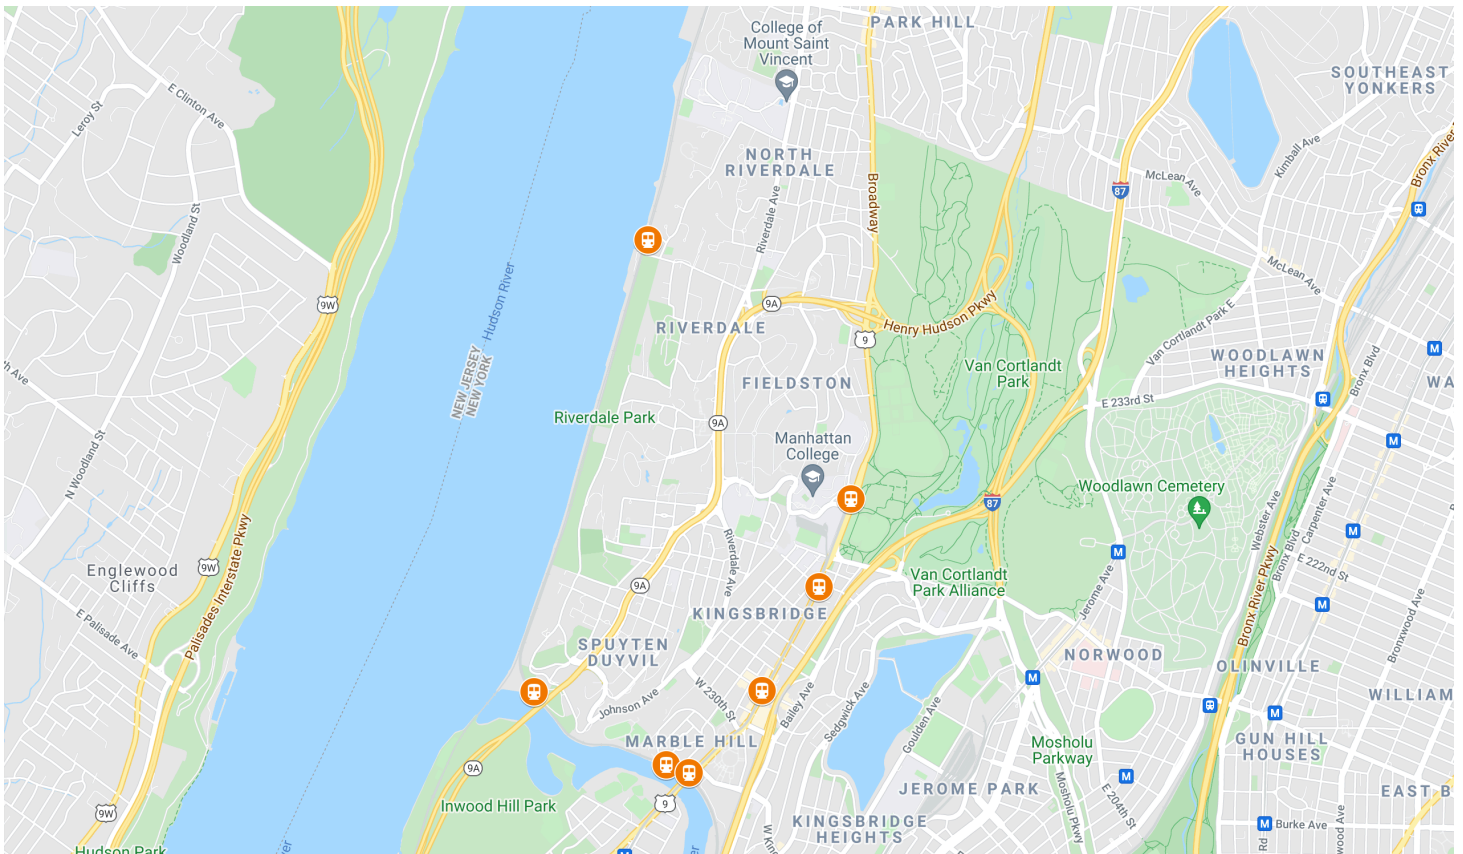 College of
Mount Saint
Vincent
PARK HILL
SOUTHEAST
YONKERS
Leroy St
E Clinton Ave
Kimball Ave
Bronx River
NORTH
RIVERDALE
McLean Ave
87
Broadway
Riverdale Ave
Woodland St
McLean Ave
9W
Hudson River
9A
Henry Hudson Pkwy
RIVERDALE
9
Van Cortlandt Park E
M
NEW JERSEY
NEW YORK
Van Cortlandt
Park
WOODLAWN
HEIGHTS
Bronx Blvd
FIELDSTON
WA
h Ave
E 233rd St
Riverdale Park
9A
Manhattan
College
M
N Woodland St
Woodlawn Cemetery
87
Webster Ave
Carpenter Ave
M
Palisades Interstate Pkwy
Riverdale Ave
M
Bronx Blvd
E 222nd St
Englewood
Cliffs
9W
9A
Van Cortlandt
Park Alliance
Jerome Ave
Bronx River Pkwy
M
Bronxwood Ave
E Palisade Ave
KINGSBRIDGE
SPUYTEN
DUYVIL
NORWOOD
OLINVILLE
M
WILLIAM
Johnson Ave
W 230th St
Bailey Ave
Sedgwick Ave
Goulden Ave
M
MARBLE HILL
Mosholu
Parkway
GUN HILL
HOUSES
9A
M
JEROME PARK
EAST B
9W
Inwood Hill Park
9
Mosholu Pkwy
E 204th St
KINGSBRIDGE
HEIGHTS
M
Burke Ave
W King
Rd
wood Ave
Hudson Park
er
er